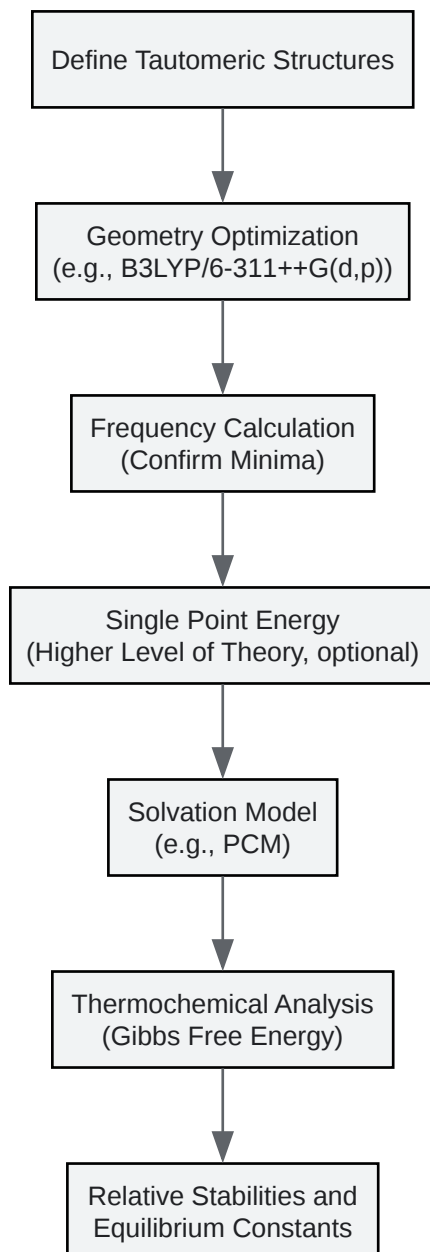 Define Tautomeric Structures
Geometry Optimization
(e.g., B3LYP/6-311++G(d,p))
Frequency Calculation
(Confirm Minima)
Single Point Energy
(Higher Level of Theory, optional)
Solvation Model
(e.g., PCM)
Thermochemical Analysis
(Gibbs Free Energy)
Relative Stabilities and
Equilibrium Constants